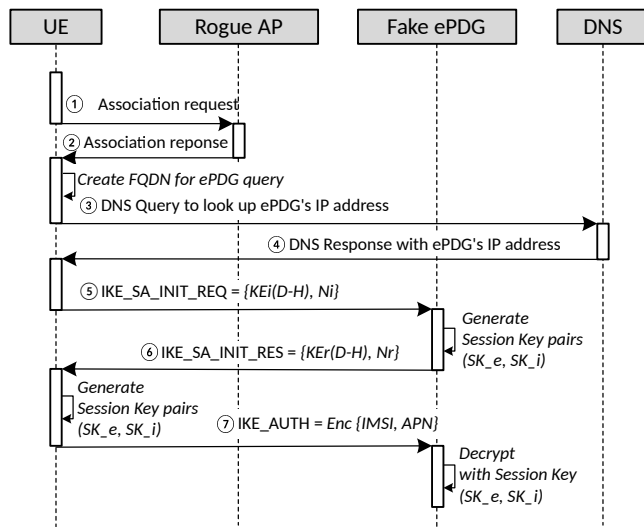 UE
Rogue AP
Fake ePDG
DNS
① Association request
② Association reponse
Create FQDN for ePDG query
③ DNS Query to look up ePDG's IP address
④ DNS Response with ePDG's IP address
⑤ IKE_SA_INIT_REQ = {KEi(D-H), Ni}
Generate
Session Key pairs
(SK_e, SK_i)
⑥ IKE_SA_INIT_RES = {KEr(D-H), Nr}
Generate
Session Key pairs
(SK_e, SK_i)
⑦ IKE_AUTH = Enc {IMSI, APN}
Decrypt
with Session Key
(SK_e, SK_i)